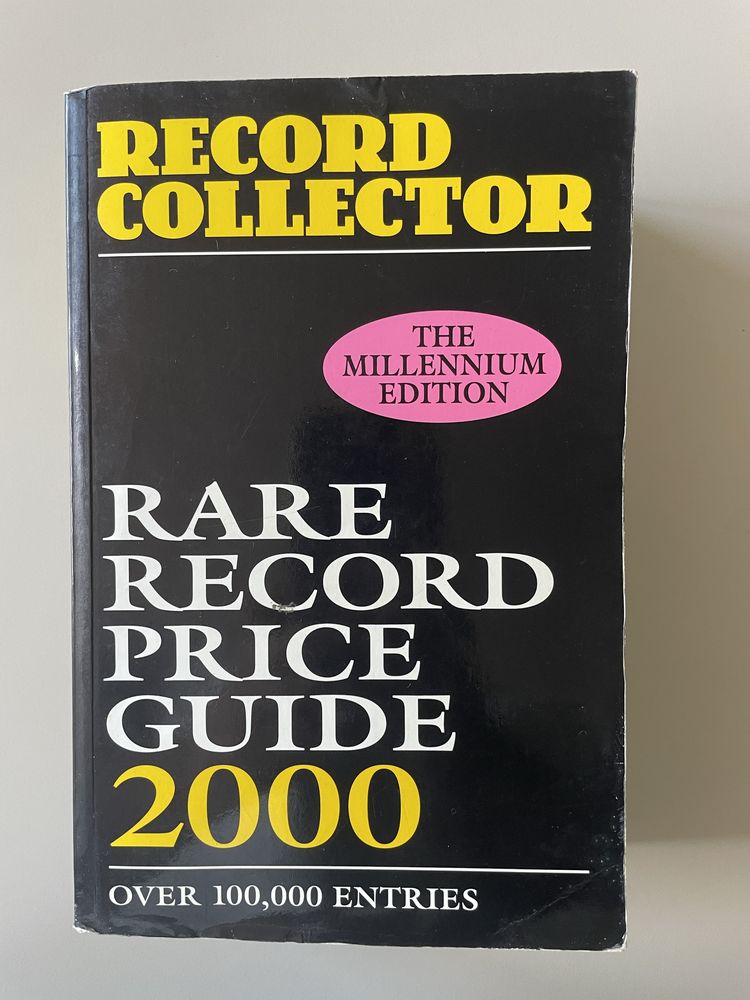 RECORD
COLLECTOR
THE
MILLENNIUM
EDITION
RARE
RECORD
PRICE
GUIDE
2000
OVER 100,000 ENTRIES